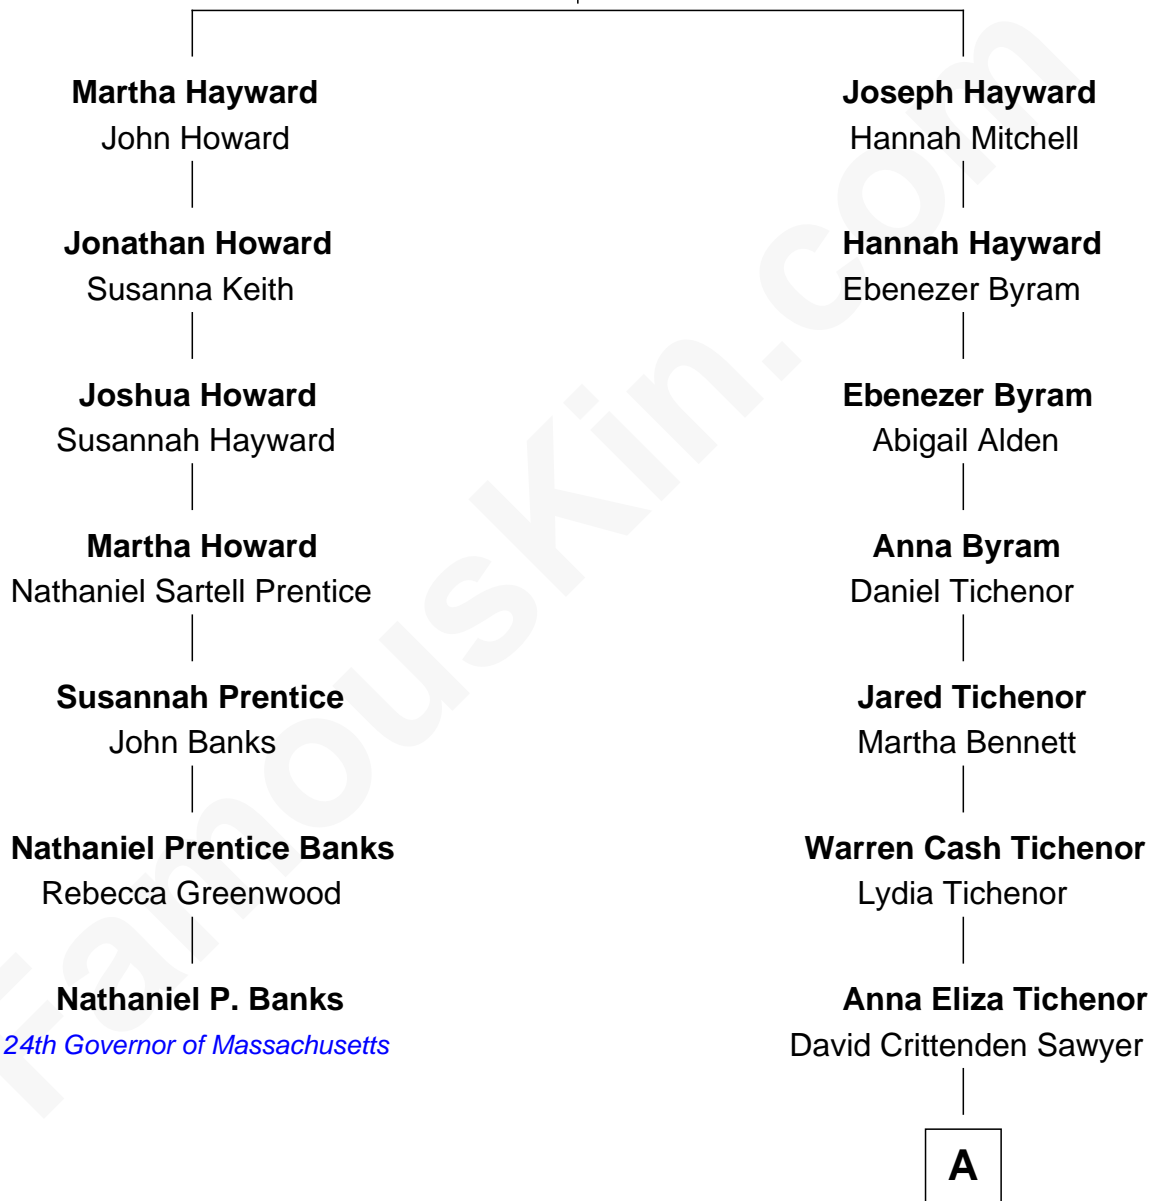 Martha Hayward
John Howard
Joseph Hayward
Hannah Mitchell
Jonathan Howard
Susanna Keith
Hannah Hayward
Ebenezer Byram
Joshua Howard
Susannah Hayward
Ebenezer Byram
Abigail Alden
Martha Howard
Nathaniel Sartell Prentice
Anna Byram
Daniel Tichenor
Susannah Prentice
John Banks
Jared Tichenor
Martha Bennett
Nathaniel Prentice Banks
Rebecca Greenwood
Warren Cash Tichenor
Lydia Tichenor
Nathaniel P. Banks
24th Governor of Massachusetts
Anna Eliza Tichenor
David Crittenden Sawyer
A
FamousKin.com